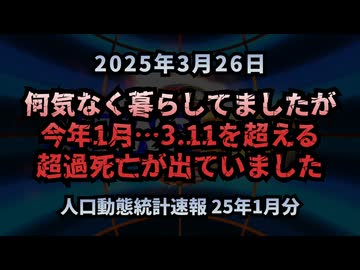 2025年3月26日
何気なく暮らしてましたが
今年1月…3.11を超える
超過死亡が出ていました
人口動態統計速報 25年1月分